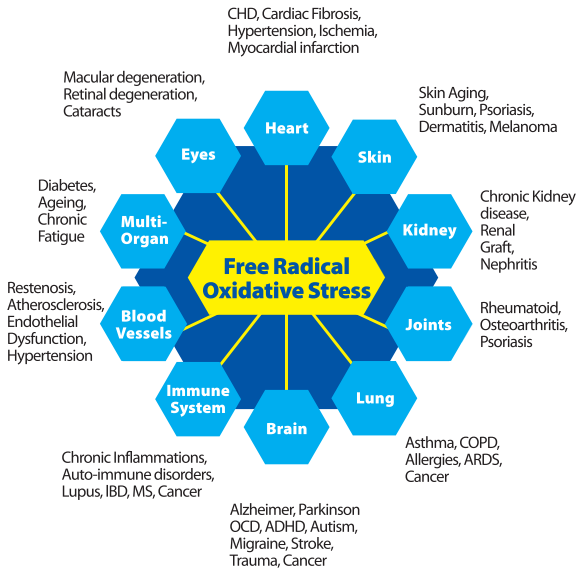 CHD, Cardiac Fibrosis,
Hypertension, Ischemia,
Myocardial infarction
Heart
Macular degeneration,
Retinal degeneration,
Cataracts
Eyes
Skin Aging,
Sunburn, Psoriasis,
Dermatitis, Melanoma
Skin
Diabetes,
Ageing,
Chronic
Fatigue
Multi-
Organ
Chronic Kidney
disease,
Renal
Graft,
Nephritis
Kidney
Free Radical
Oxidative Stress
Restenosis,
Atherosclerosis,
Endothelial
Dysfunction,
Hypertension
Blood
Vessels
Rheumatoid,
Osteoarthritis,
Psoriasis
Joints
Immune
System
Chronic Inflammations,
Auto-immune disorders,
Lupus, IBD, MS, Cancer
Lung
Asthma, COPD,
Allergies, ARDS,
Cancer
Brain
Alzheimer, Parkinson
OCD, ADHD, Autism,
Migraine, Stroke,
Trauma, Cancer